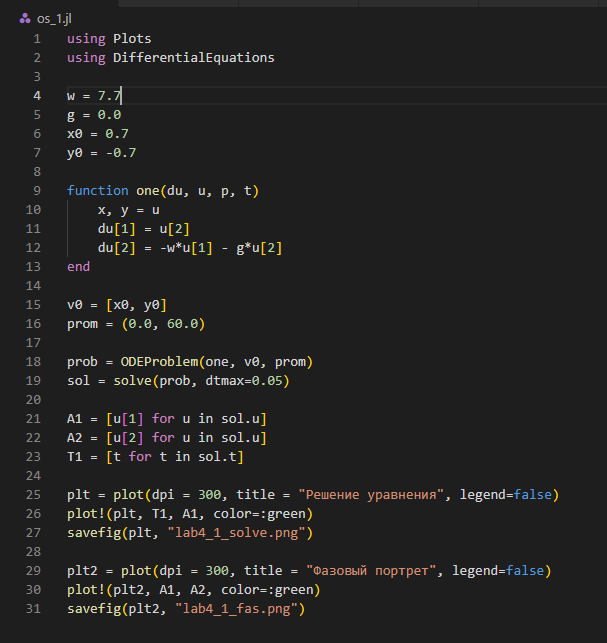 os_1.jl
1 using Plots
2 using DifferentialEquations
3
4 w = 7.7
5 g = 0.0
6 x0 = 0.7
7 y0 = -0.7
8
9 function one(du, u, p, t)
10     x, y = u
11     du[1] = u[2]
12     du[2] = -w*u[1] - g*u[2]
13 end
14
15 v0 = [x0, y0]
16 prom = (0.0, 60.0)
17
18 prob = ODEProblem(one, v0, prom)
19 sol = solve(prob, dtmax=0.05)
20
21 A1 = [u[1] for u in sol.u]
22 A2 = [u[2] for u in sol.u]
23 T1 = [t for t in sol.t]
24
25 plt = plot(dpi = 300, title = "Решение уравнения", legend=false)
26 plot!(plt, T1, A1, color=:green)
27 savefig(plt, "lab4_1_solve.png")
28
29 plt2 = plot(dpi = 300, title = "Фазовый портрет", legend=false)
30 plot!(plt2, A1, A2, color=:green)
31 savefig(plt2, "lab4_1_fas.png")